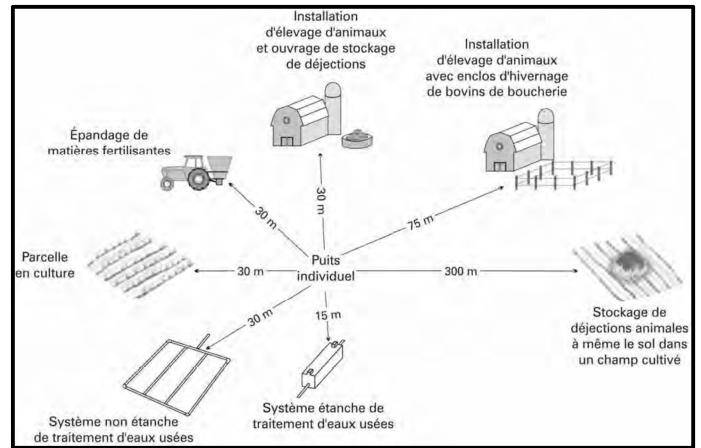 Installation
d'élevage d'animaux
et ouvrage de stockage
de déjections
Installation
d'élevage d'animaux
avec enclos d'hivernage
de bovins de boucherie
Épandage de
matières fertilisantes
30 m
30 m
75 m
Parcelle
en culture
30 m
Puits
individuel
300 m
30 m
15 m
Stockage de
déjections animales
à même le sol dans
un champ cultivé
Système non étanche
de traitement d'eaux usées
Système étanche de
traitement d'eaux usées